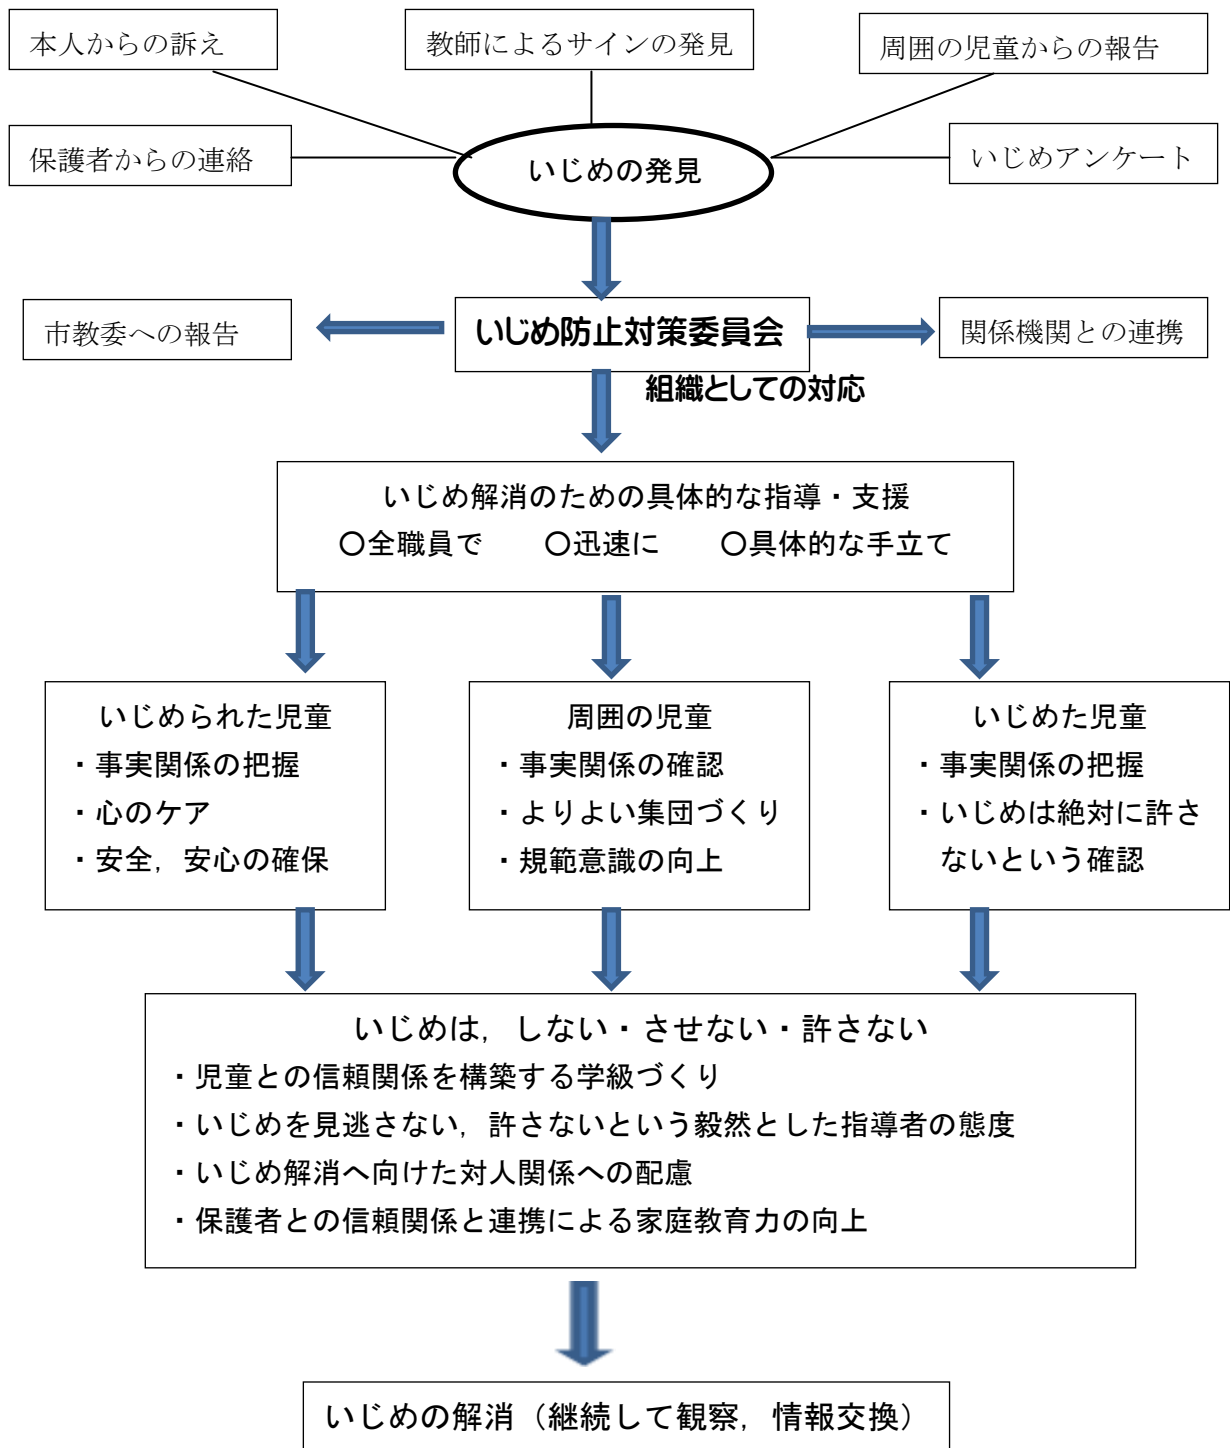 本人からの訴え
教師によるサインの発見
周囲の児童からの報告
保護者からの連絡
いじめの発見
いじめアンケート
市教委への報告
いじめ防止対策委員会
関係機関との連携
組織としての対応
いじめ解消のための具体的な指導・支援
○全職員で　　○迅速に　　○具体的な手立て
いじめられた児童
・事実関係の把握
・心のケア
・安全，安心の確保
周囲の児童
・事実関係の確認
・よりよい集団づくり
・規範意識の向上
いじめた児童
・事実関係の把握
・いじめは絶対に許さ
ないという確認
いじめは，しない・させない・許さない
・児童との信頼関係を構築する学級づくり
・いじめを見逃さない，許さないという毅然とした指導者の態度
・いじめ解消へ向けた対人関係への配慮
・保護者との信頼関係と連携による家庭教育力の向上
いじめの解消（継続して観察，情報交換）